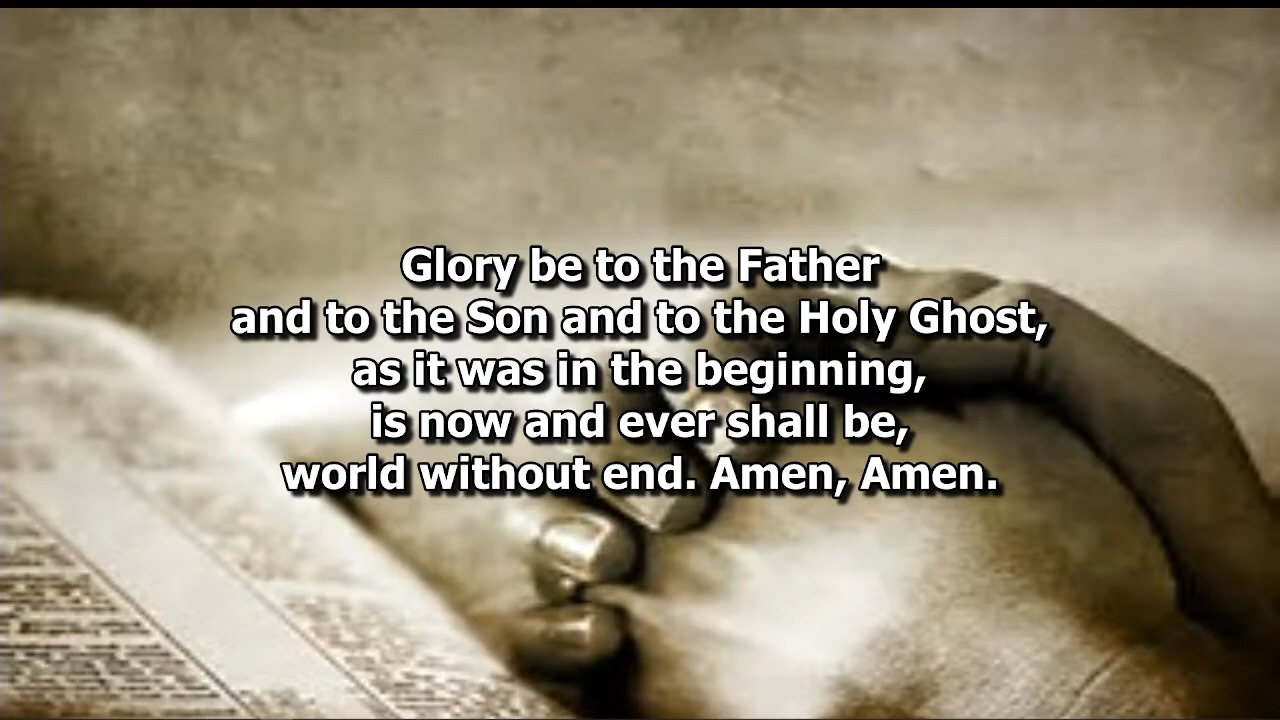 Glory be to the Father
and to the Son and to the Holy Ghost,
as it was in the beginning,
is now and ever shall be,
world without end. Amen, Amen.